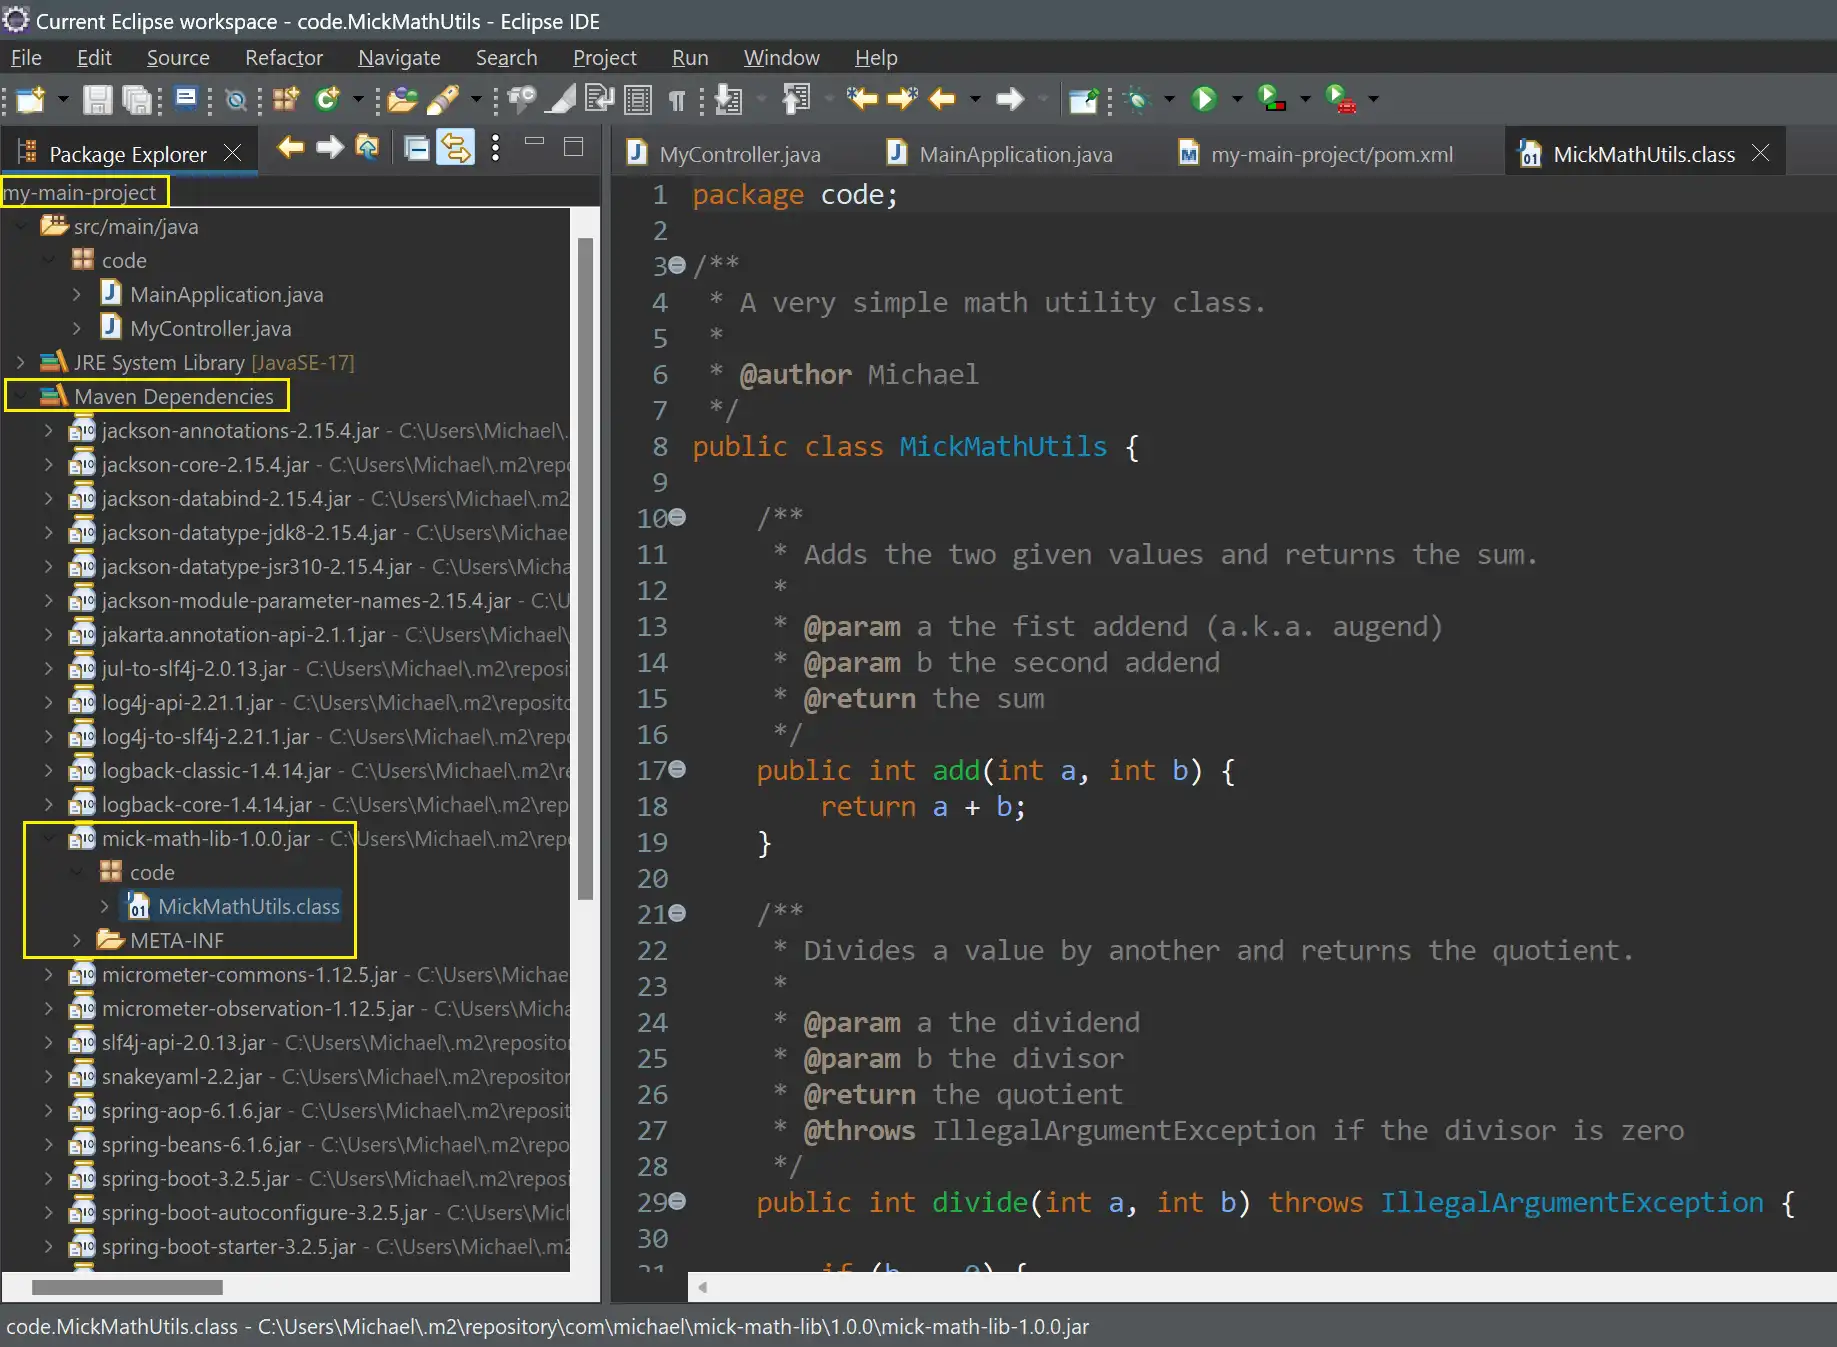 Current Eclipse workspace - code.MickMathUtils - Eclipse IDE
File Edit Source Refactor Navigate Search Project Run Window Help
Package Explorer
MyController.java MainApplication.java my-main-project/pom.xml MickMathUtils.class
my-main-project
src/main/java
code
MainApplication.java
MyController.java
JRE System Library [JavaSE-17]
Maven Dependencies
jackson-annotations-2.15.4.jar - C:\Users\Michael\.
jackson-core-2.15.4.jar - C:\Users\Michael\.m2\repo
jackson-databind-2.15.4.jar - C:\Users\Michael\.m2
jackson-datatype-jdk8-2.15.4.jar - C:\Users\Michae
jackson-datatype-jsr310-2.15.4.jar - C:\Users\Micha
jackson-module-parameter-names-2.15.4.jar - C:\U
jakarta.annotation-api-2.1.1.jar - C:\Users\Michael\
jul-to-slf4j-2.0.13.jar - C:\Users\Michael\.m2\reposi
log4j-api-2.21.1.jar - C:\Users\Michael\.m2\reposito
log4j-to-slf4j-2.21.1.jar - C:\Users\Michael\.m2\repo
logback-classic-1.4.14.jar - C:\Users\Michael\.m2\re
logback-core-1.4.14.jar - C:\Users\Michael\.m2\rep
mick-math-lib-1.0.0.jar - C:\Users\Michael\.m2\repo
code
MickMathUtils.class
META-INF
micrometer-commons-1.12.5.jar - C:\Users\Michae
micrometer-observation-1.12.5.jar - C:\Users\Micha
slf4j-api-2.0.13.jar - C:\Users\Michael\.m2\repositor
snakeyaml-2.2.jar - C:\Users\Michael\.m2\repositor
spring-aop-6.1.6.jar - C:\Users\Michael\.m2\reposit
spring-beans-6.1.6.jar - C:\Users\Michael\.m2\repo
spring-boot-3.2.5.jar - C:\Users\Michael\.m2\reposi
spring-boot-autoconfigure-3.2.5.jar - C:\Users\Mich
spring-boot-starter-3.2.5.jar - C:\Users\Michael\.m2
1 package code;
2
3 /**
4 * A very simple math utility class.
5 *
6 * @author Michael
7 */
8 public class MickMathUtils {
9
10 /**
11 * Adds the two given values and returns the sum.
12 *
13 * @param a the fist addend (a.k.a. augend)
14 * @param b the second addend
15 * @return the sum
16 */
17 public int add(int a, int b) {
18 return a + b;
19 }
20
21 /**
22 * Divides a value by another and returns the quotient.
23 *
24 * @param a the dividend
25 * @param b the divisor
26 * @return the quotient
27 * @throws IllegalArgumentException if the divisor is zero
28 */
29 public int divide(int a, int b) throws IllegalArgumentException {
30
code.MickMathUtils.class - C:\Users\Michael\.m2\repository\com\michael\mick-math-lib\1.0.0\mick-math-lib-1.0.0.jar